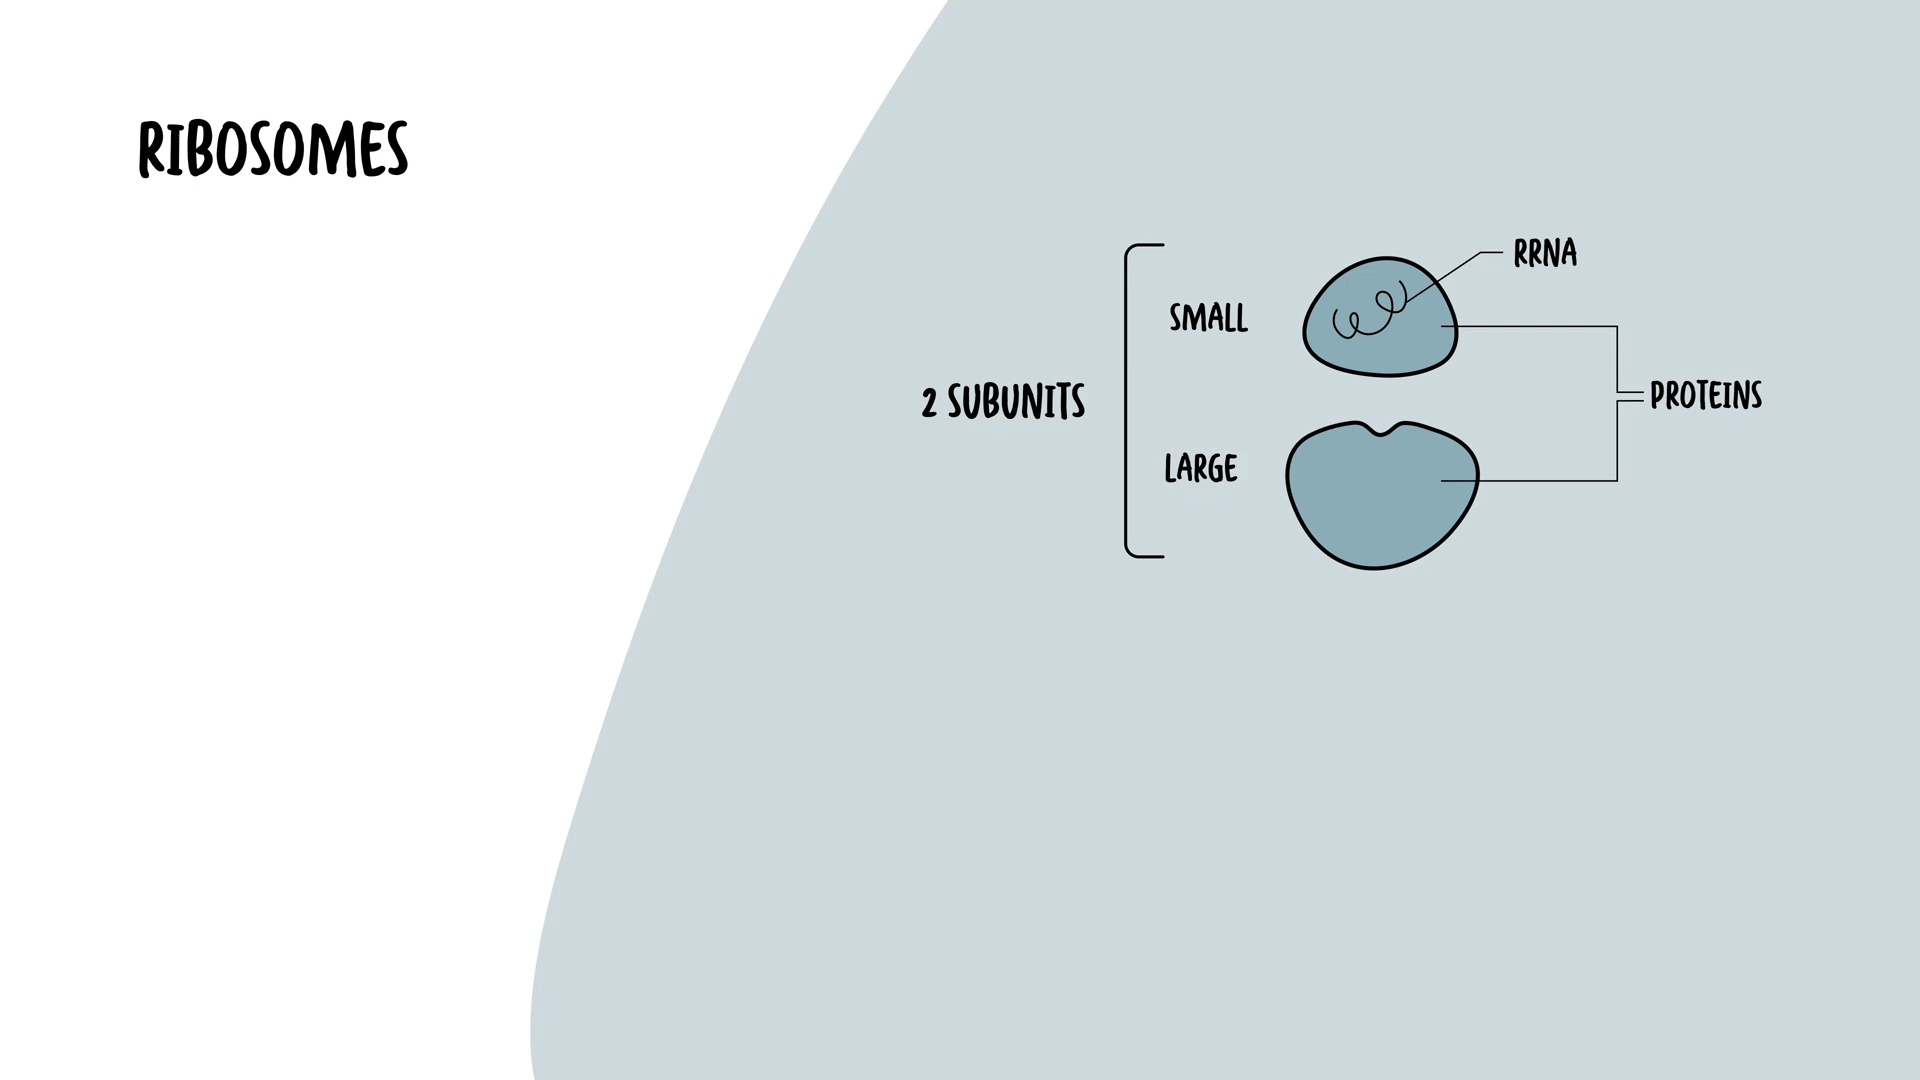 RIBOSOMES
RRNA
SMALL
2 SUBUNITS
PROTEINS
LARGE